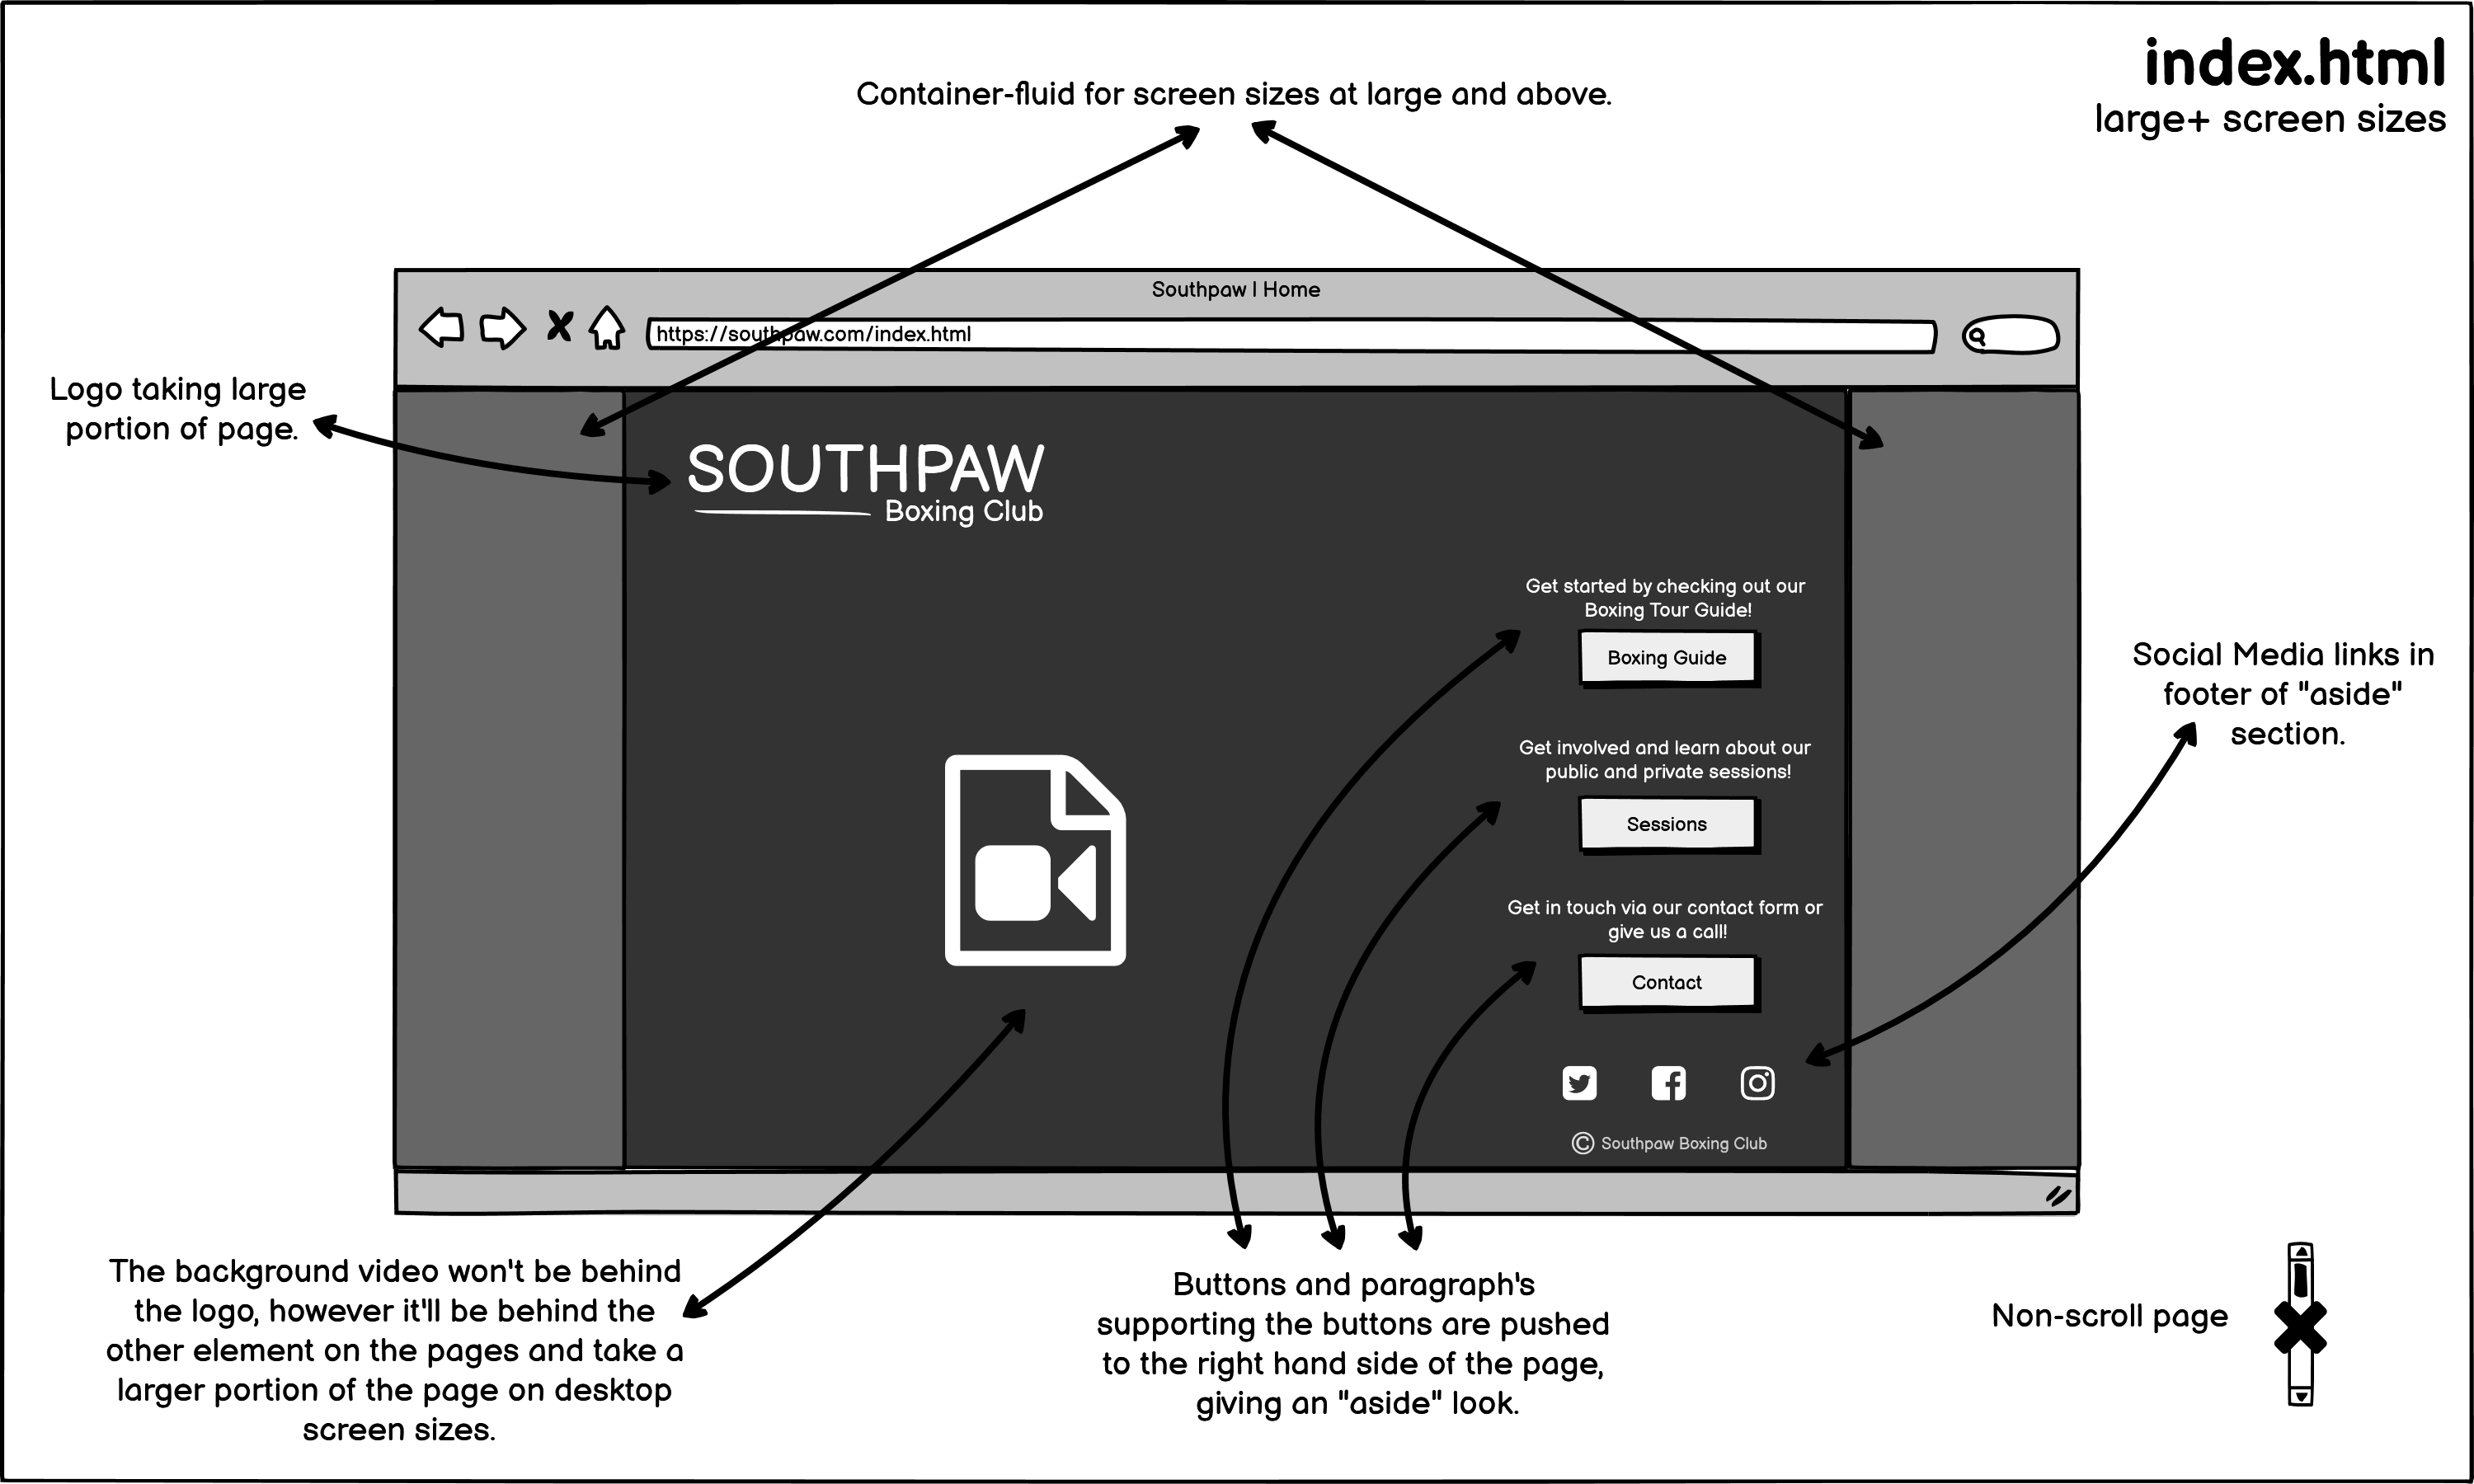 index.html
large+ screen sizes
Container-fluid for screen sizes at large and above.
Southpaw | Home
https://southpaw.com/index.html
Logo taking large
portion of page.
SOUTHPAW
Boxing Club
Get started by checking out our
Boxing Tour Guide!
Boxing Guide
Get involved and learn about our
public and private sessions!
Sessions
Get in touch via our contact form or
give us a call!
Contact
© Southpaw Boxing Club
Social Media links in
footer of "aside"
section.
The background video won't be behind
the logo, however it'll be behind the
other element on the pages and take a
larger portion of the page on desktop
screen sizes.
Buttons and paragraph's
supporting the buttons are pushed
to the right hand side of the page,
giving an "aside" look.
Non-scroll page